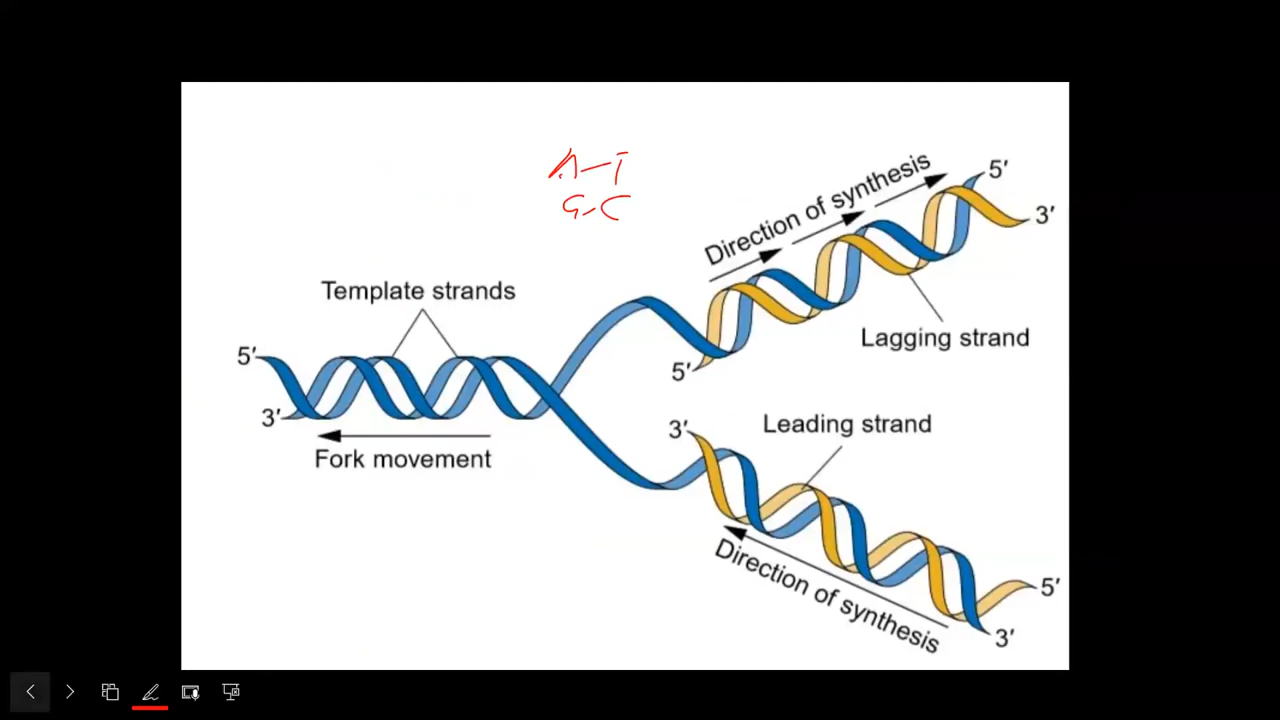 A-T
G-C
Direction of synthesis
5′
3′
Template strands
5′
3′
Fork movement
Lagging strand
5′
3′
Leading strand
Direction of synthesis
5′
3′